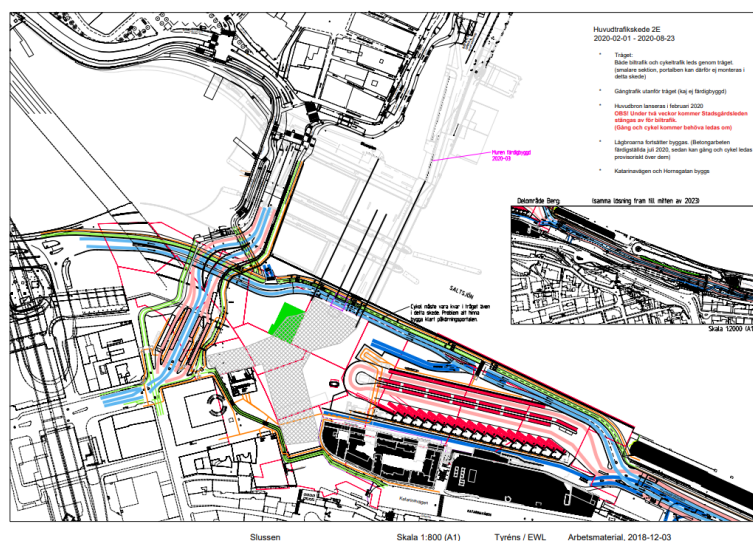 Huvudtrafikskede 2E
2020-02-01 - 2020-08-23
* Tråget:
Både biltrafik och cykeltrafik leds genom tråget.
(smalare sektion, portalben kan därför ej monteras i
detta skede)
* Gångtrafik utanför tråget (kaj ej färdigbyggd)
* Huvudbron lanseras i februari 2020
OBS! Under två veckor kommer Stadsgårdsleden
stängas av för biltrafik.
(Gång och cykel kommer behöva ledas om)
* Lågbroarna fortsätter byggas. (Betongarbeten
färdigställda juli 2020, sedan kan gång och cykel ledas
provisoriskt över dem)
* Katarinavägen och Hornsgatan byggs
Muren färdigbyggd
2020-03
Delområde Berg. (samma lösning fram till mitten av 2023)
Skala 1:2000 (A1)
SALTSJÖN
Cykel måste vara kvar i tråget även
i detta skede. Problem att hinna
bygga klart påkörningsportalen.
Katarinavägen
Slussen Skala 1:800 (A1) Tyréns / EWL Arbetsmaterial, 2018-12-03